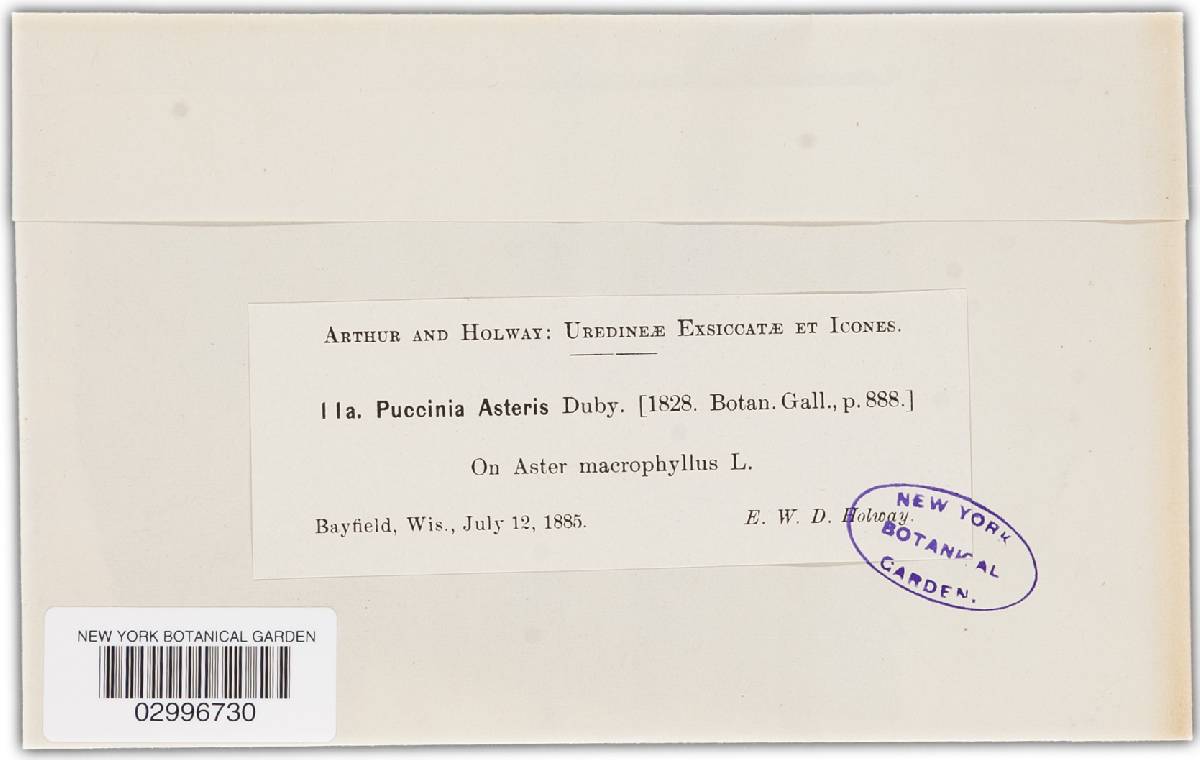 ARTHUR AND HOLWAY: UREDINEÆ EXSICCATÆ ET ICONES.
11a. Puccinia Asteris Duby. [1828. Botan. Gall., p. 888.]
On Aster macrophyllus L.
Bayfield, Wis., July 12, 1885. E. W. D. Holway.
NEW YORK
BOTANICAL
GARDEN.
NEW YORK BOTANICAL GARDEN
02996730